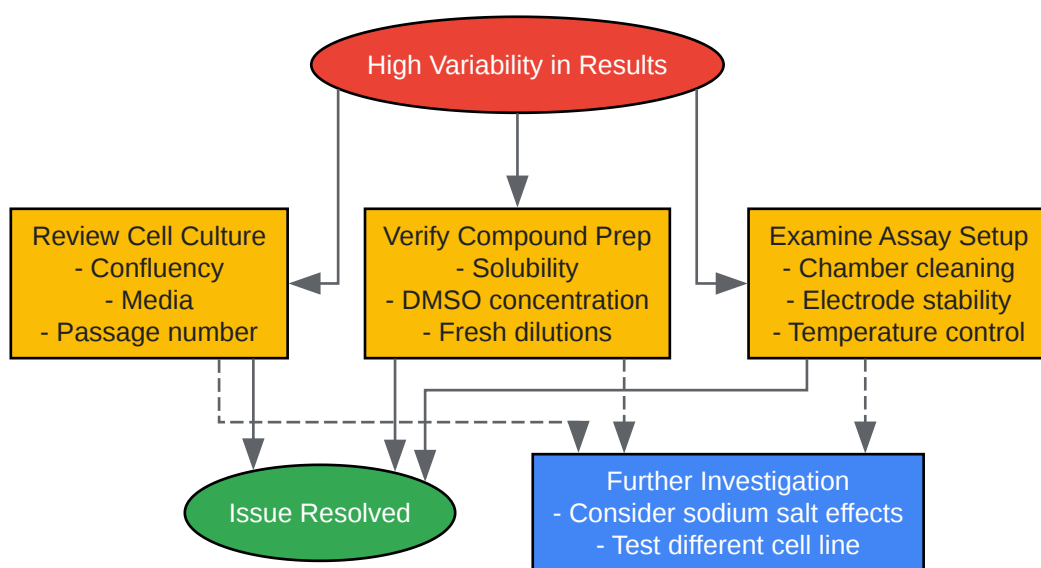 High Variability in Results
Review Cell Culture
- Confluency
- Media
- Passage number
Verify Compound Prep
- Solubility
- DMSO concentration
- Fresh dilutions
Examine Assay Setup
- Chamber cleaning
- Electrode stability
- Temperature control
Issue Resolved
Further Investigation
- Consider sodium salt effects
- Test different cell line